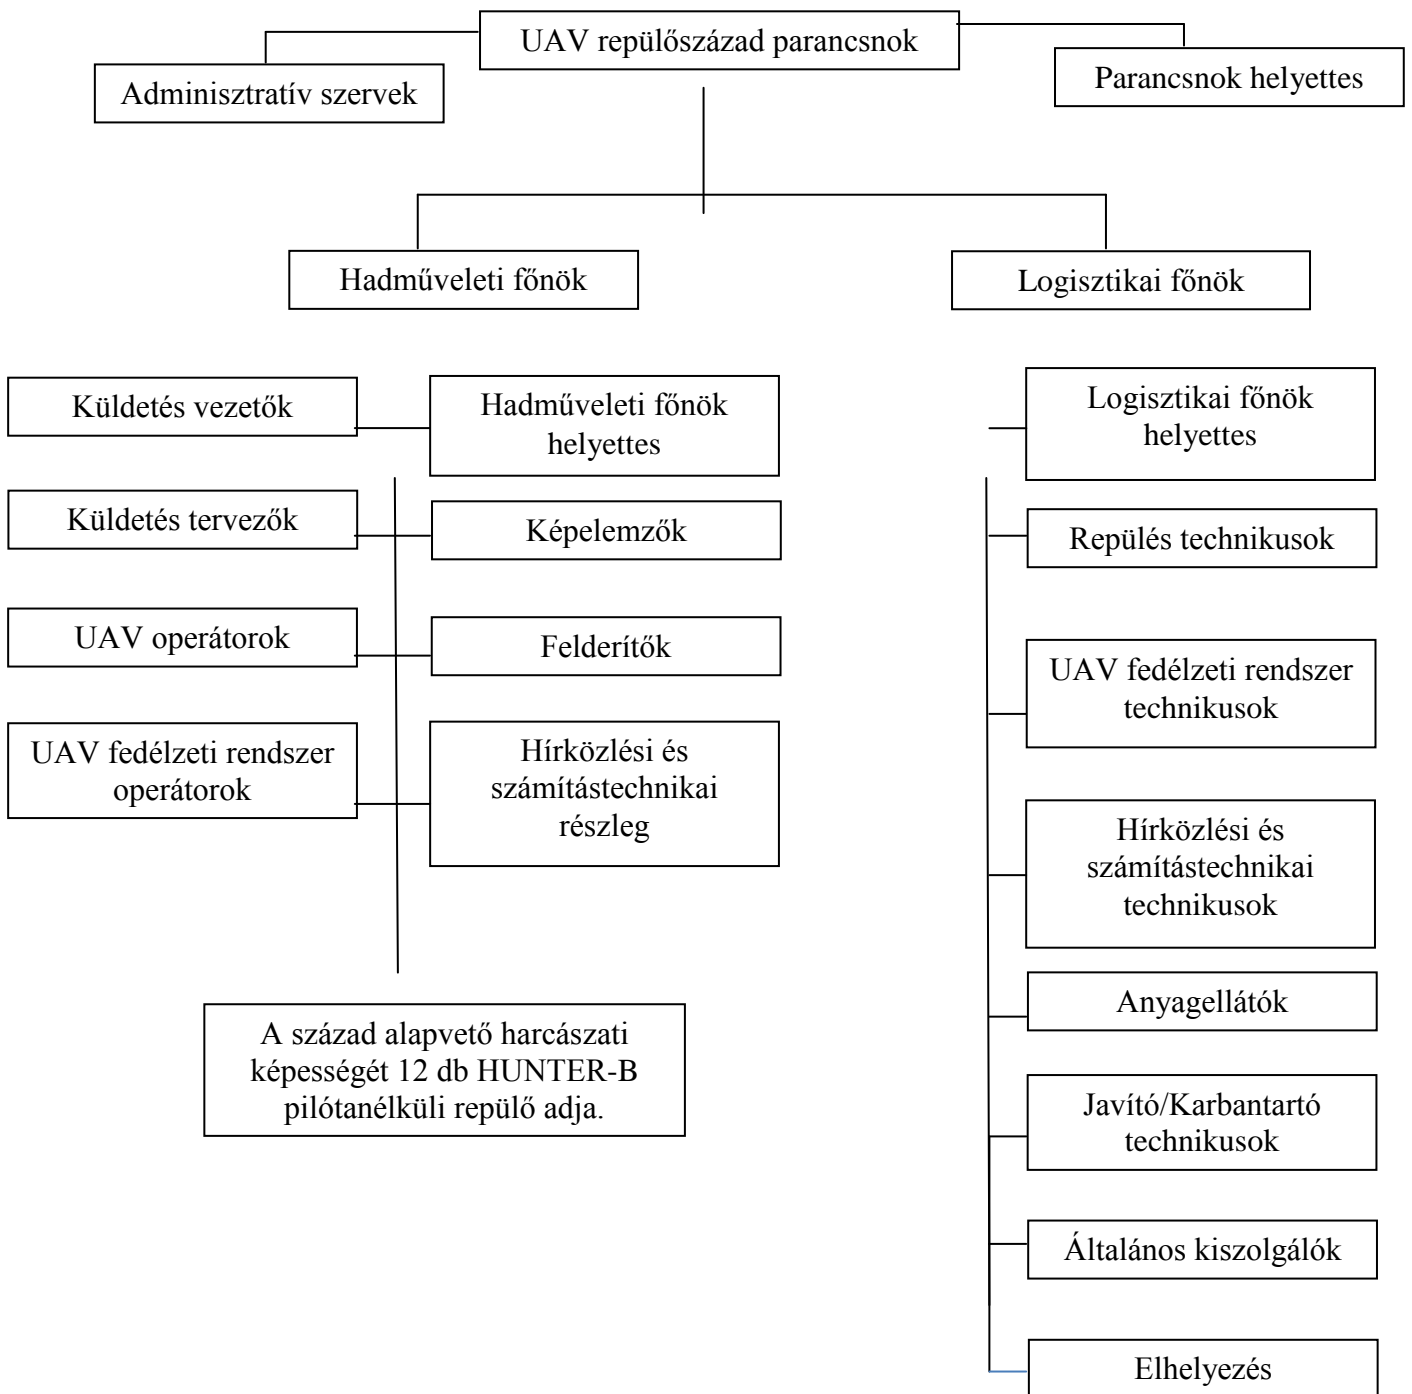 UAV repülőszázad parancsnok
Adminisztratív szervek
Parancsnok helyettes
Hadműveleti főnök
Logisztikai főnök
Küldetés vezetők
Hadműveleti főnök
helyettes
Küldetés tervezők
Képelemzők
UAV operátorok
Felderítők
UAV fedélzeti rendszer
operátorok
Hírközlési és
számítástechnikai
részleg
A század alapvető harcászati
képességét 12 db HUNTER-B
pilótanélküli repülő adja.
Logisztikai főnök
helyettes
Repülés technikusok
UAV fedélzeti rendszer
technikusok
Hírközlési és
számítástechnikai
technikusok
Anyagellátók
Javító/Karbantartó
technikusok
Általános kiszolgálók
Elhelyezés